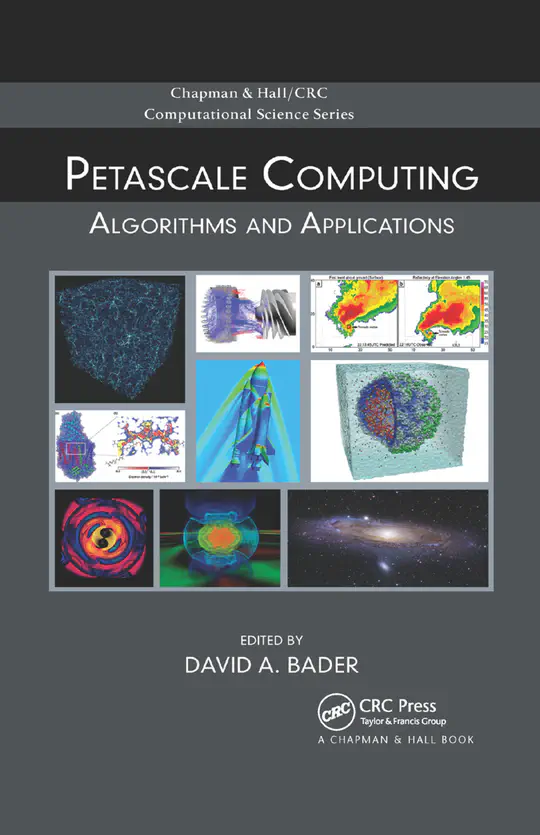 Chapman & Hall/CRC
Computational Science Series
PETASCALE COMPUTING
ALGORITHMS AND APPLICATIONS
EDITED BY
DAVID A. BADER
CRC
CRC Press
Taylor & Francis Group
A CHAPMAN & HALL BOOK